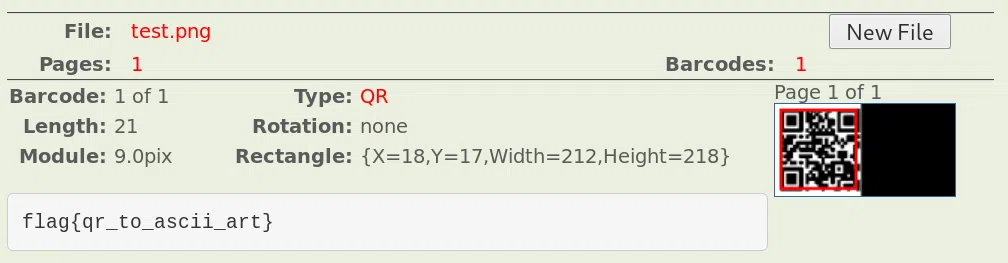 File: test.png New File
Pages: 1 Barcodes: 1
Barcode: 1 of 1 Type: QR Page 1 of 1
Length: 21 Rotation: none
Module: 9.0pix Rectangle: {X=18,Y=17,Width=212,Height=218}
flag{qr_to_ascii_art}